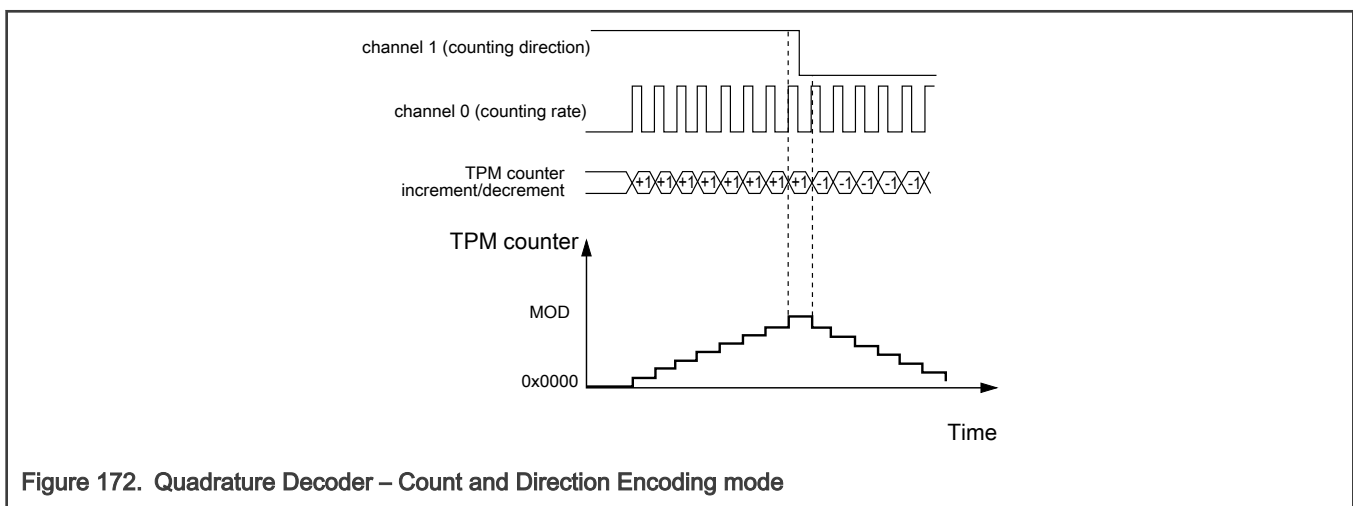 channel 1 (counting direction)
channel 0 (counting rate)
TPM counter
increment/decrement
+1 +1 +1 +1 +1 +1 +1 +1 -1 -1 -1 -1 -1
TPM counter
MOD
0x0000
Time
Figure 172. Quadrature Decoder – Count and Direction Encoding mode